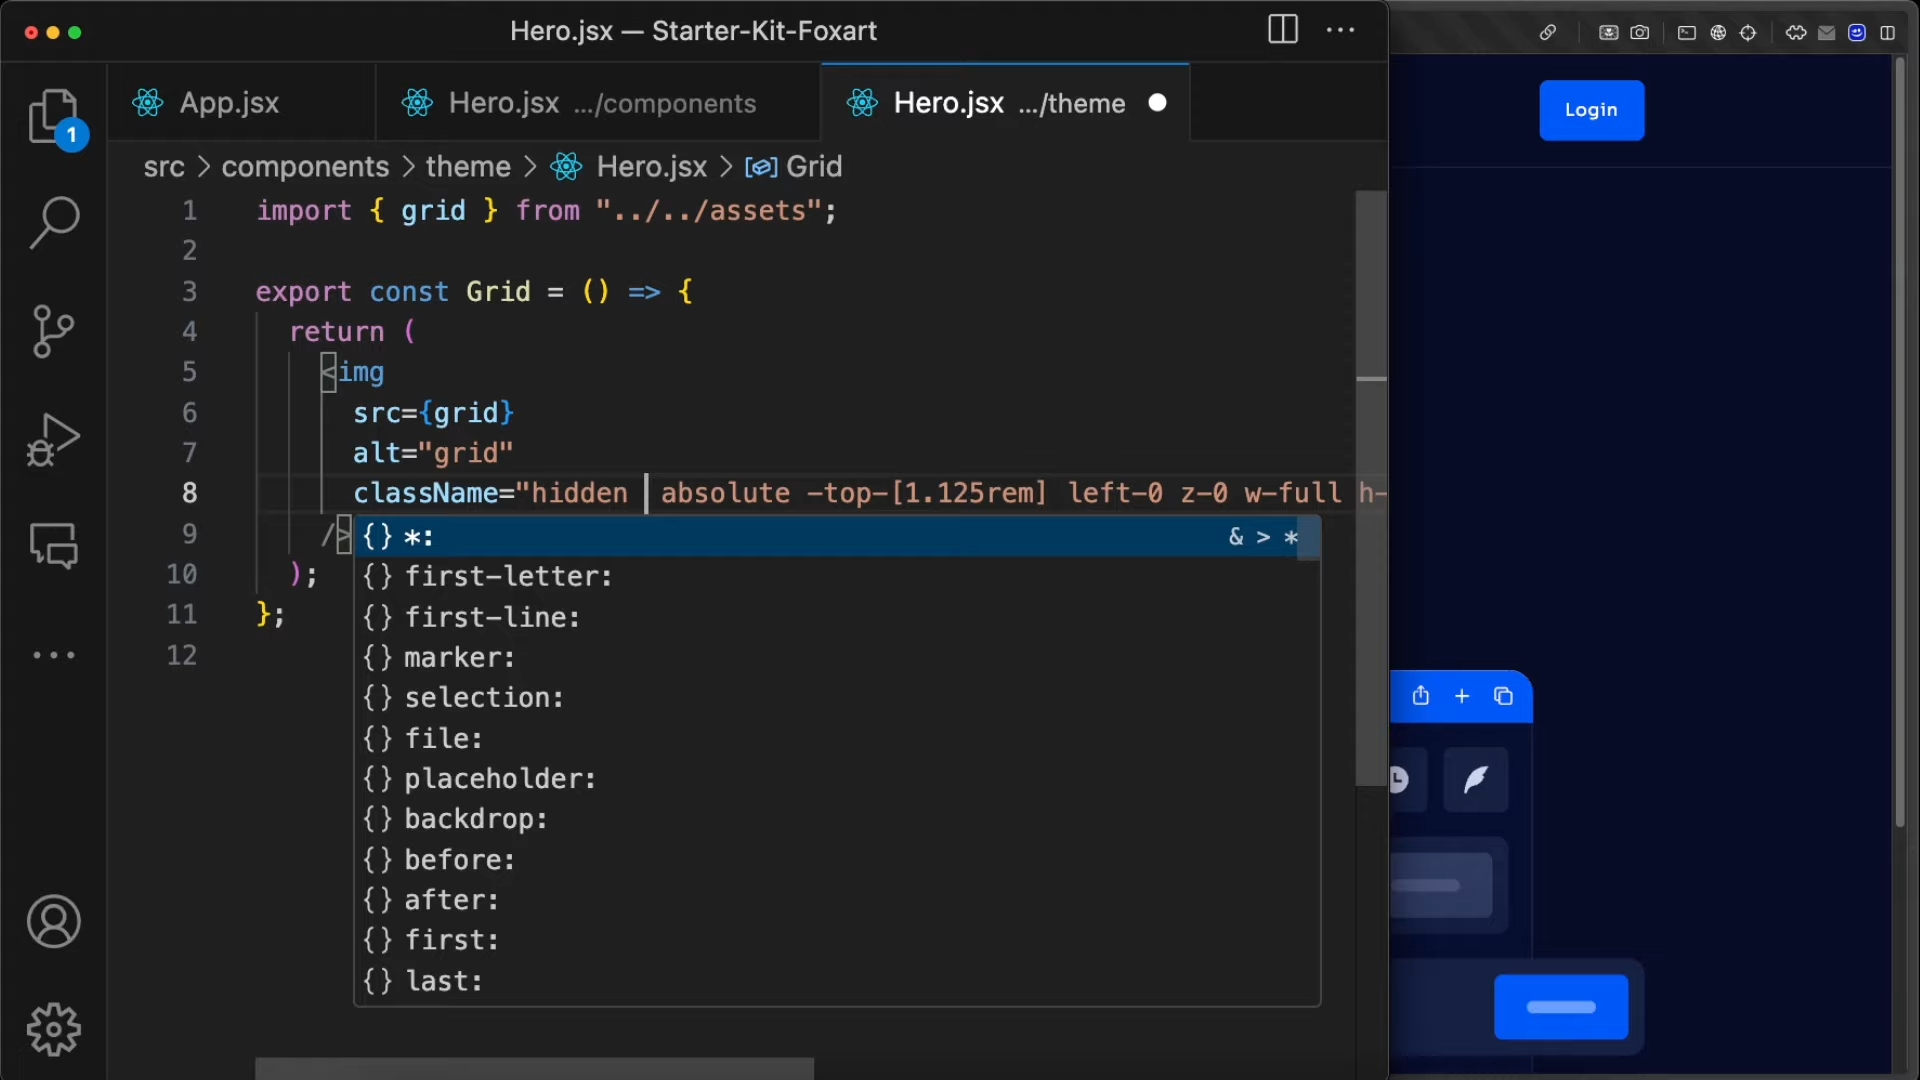 Hero.jsx — Starter-Kit-Foxart
Login
1
App.jsx
Hero.jsx .../components
Hero.jsx .../theme
src > components > theme > Hero.jsx > Grid
1 import { grid } from "../../assets";
2
3 export const Grid = () => {
4 return (
5 <img
6 src={grid}
7 alt="grid"
8 className="hidden absolute -top-[1.125rem] left-0 z-0 w-full h-
9 />
10 );
11 };
12
{} *: & > *
{} first-letter:
{} first-line:
{} marker:
{} selection:
{} file:
{} placeholder:
{} backdrop:
{} before:
{} after:
{} first:
{} last: